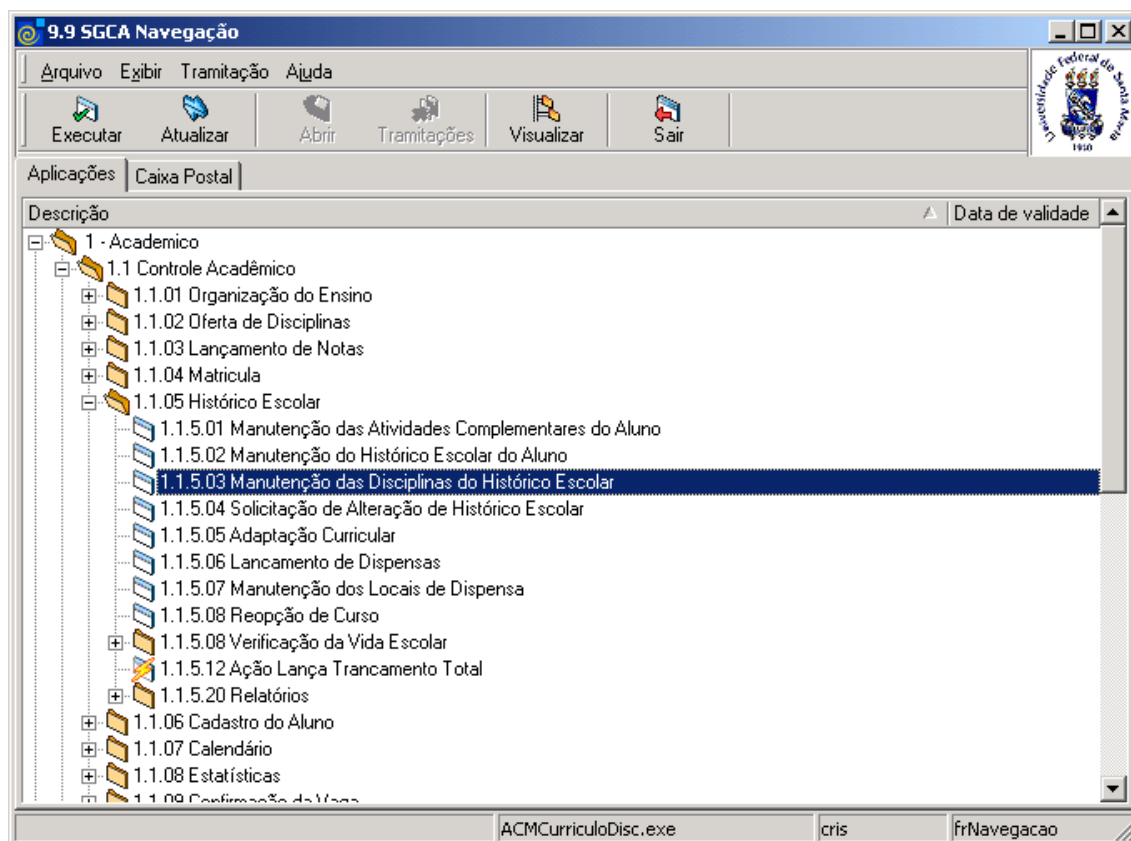 9.9 SGCA Navegação
Arquivo Exibir Tramitação Ajuda
Executar Atualizar Abrir Tramitações Visualizar Sair
Universidade Federal de Santa Maria
1960
Aplicações Caixa Postal
Descrição Data de validade
1 - Academico
1.1 Controle Acadêmico
1.1.01 Organização do Ensino
1.1.02 Oferta de Disciplinas
1.1.03 Lançamento de Notas
1.1.04 Matricula
1.1.05 Histórico Escolar
1.1.5.01 Manutenção das Atividades Complementares do Aluno
1.1.5.02 Manutenção do Histórico Escolar do Aluno
1.1.5.03 Manutenção das Disciplinas do Histórico Escolar
1.1.5.04 Solicitação de Alteração de Histórico Escolar
1.1.5.05 Adaptação Curricular
1.1.5.06 Lancamento de Dispensas
1.1.5.07 Manutenção dos Locais de Dispensa
1.1.5.08 Reopção de Curso
1.1.5.08 Verificação da Vida Escolar
1.1.5.12 Ação Lança Trancamento Total
1.1.5.20 Relatórios
1.1.06 Cadastro do Aluno
1.1.07 Calendário
1.1.08 Estatísticas
1.1.09 Confirmação da Vaga
ACMCurriculoDisc.exe cris frNavegacao